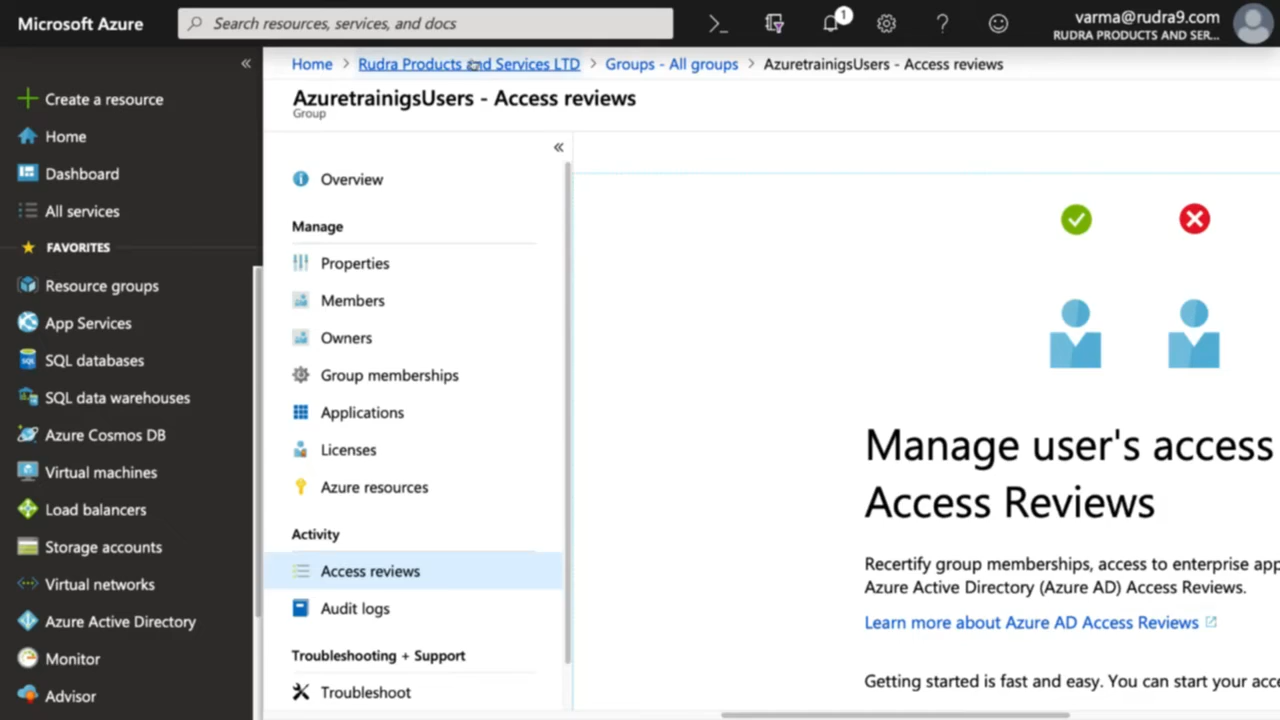 Microsoft Azure
Search resources, services, and docs
1
varma@rudra9.com
RUDRA PRODUCTS AND SER...
Create a resource
Home
Dashboard
All services
FAVORITES
Resource groups
App Services
SQL databases
SQL data warehouses
Azure Cosmos DB
Virtual machines
Load balancers
Storage accounts
Virtual networks
Azure Active Directory
Monitor
Advisor
Home > Rudra Products and Services LTD > Groups - All groups > AzuretrainigsUsers - Access reviews
AzuretrainigsUsers - Access reviews
Group
Overview
Manage
Properties
Members
Owners
Group memberships
Applications
Licenses
Azure resources
Activity
Access reviews
Audit logs
Troubleshooting + Support
Troubleshoot
Manage user's access
Access Reviews
Recertify group memberships, access to enterprise app
Azure Active Directory (Azure AD) Access Reviews.
Learn more about Azure AD Access Reviews
Getting started is fast and easy. You can start your acce